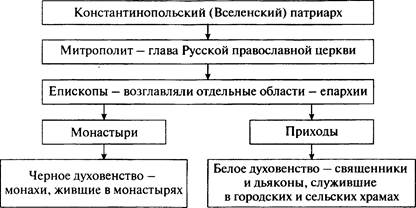 Константинопольский (Вселенский) патриарх
Митрополит – глава Русской православной церкви
Епископы – возглавляли отдельные области – епархии
Монастыри
Приходы
Черное духовенство –
монахи, жившие в монастырях
Белое духовенство – священники
и дьяконы, служившие
в городских и сельских храмах